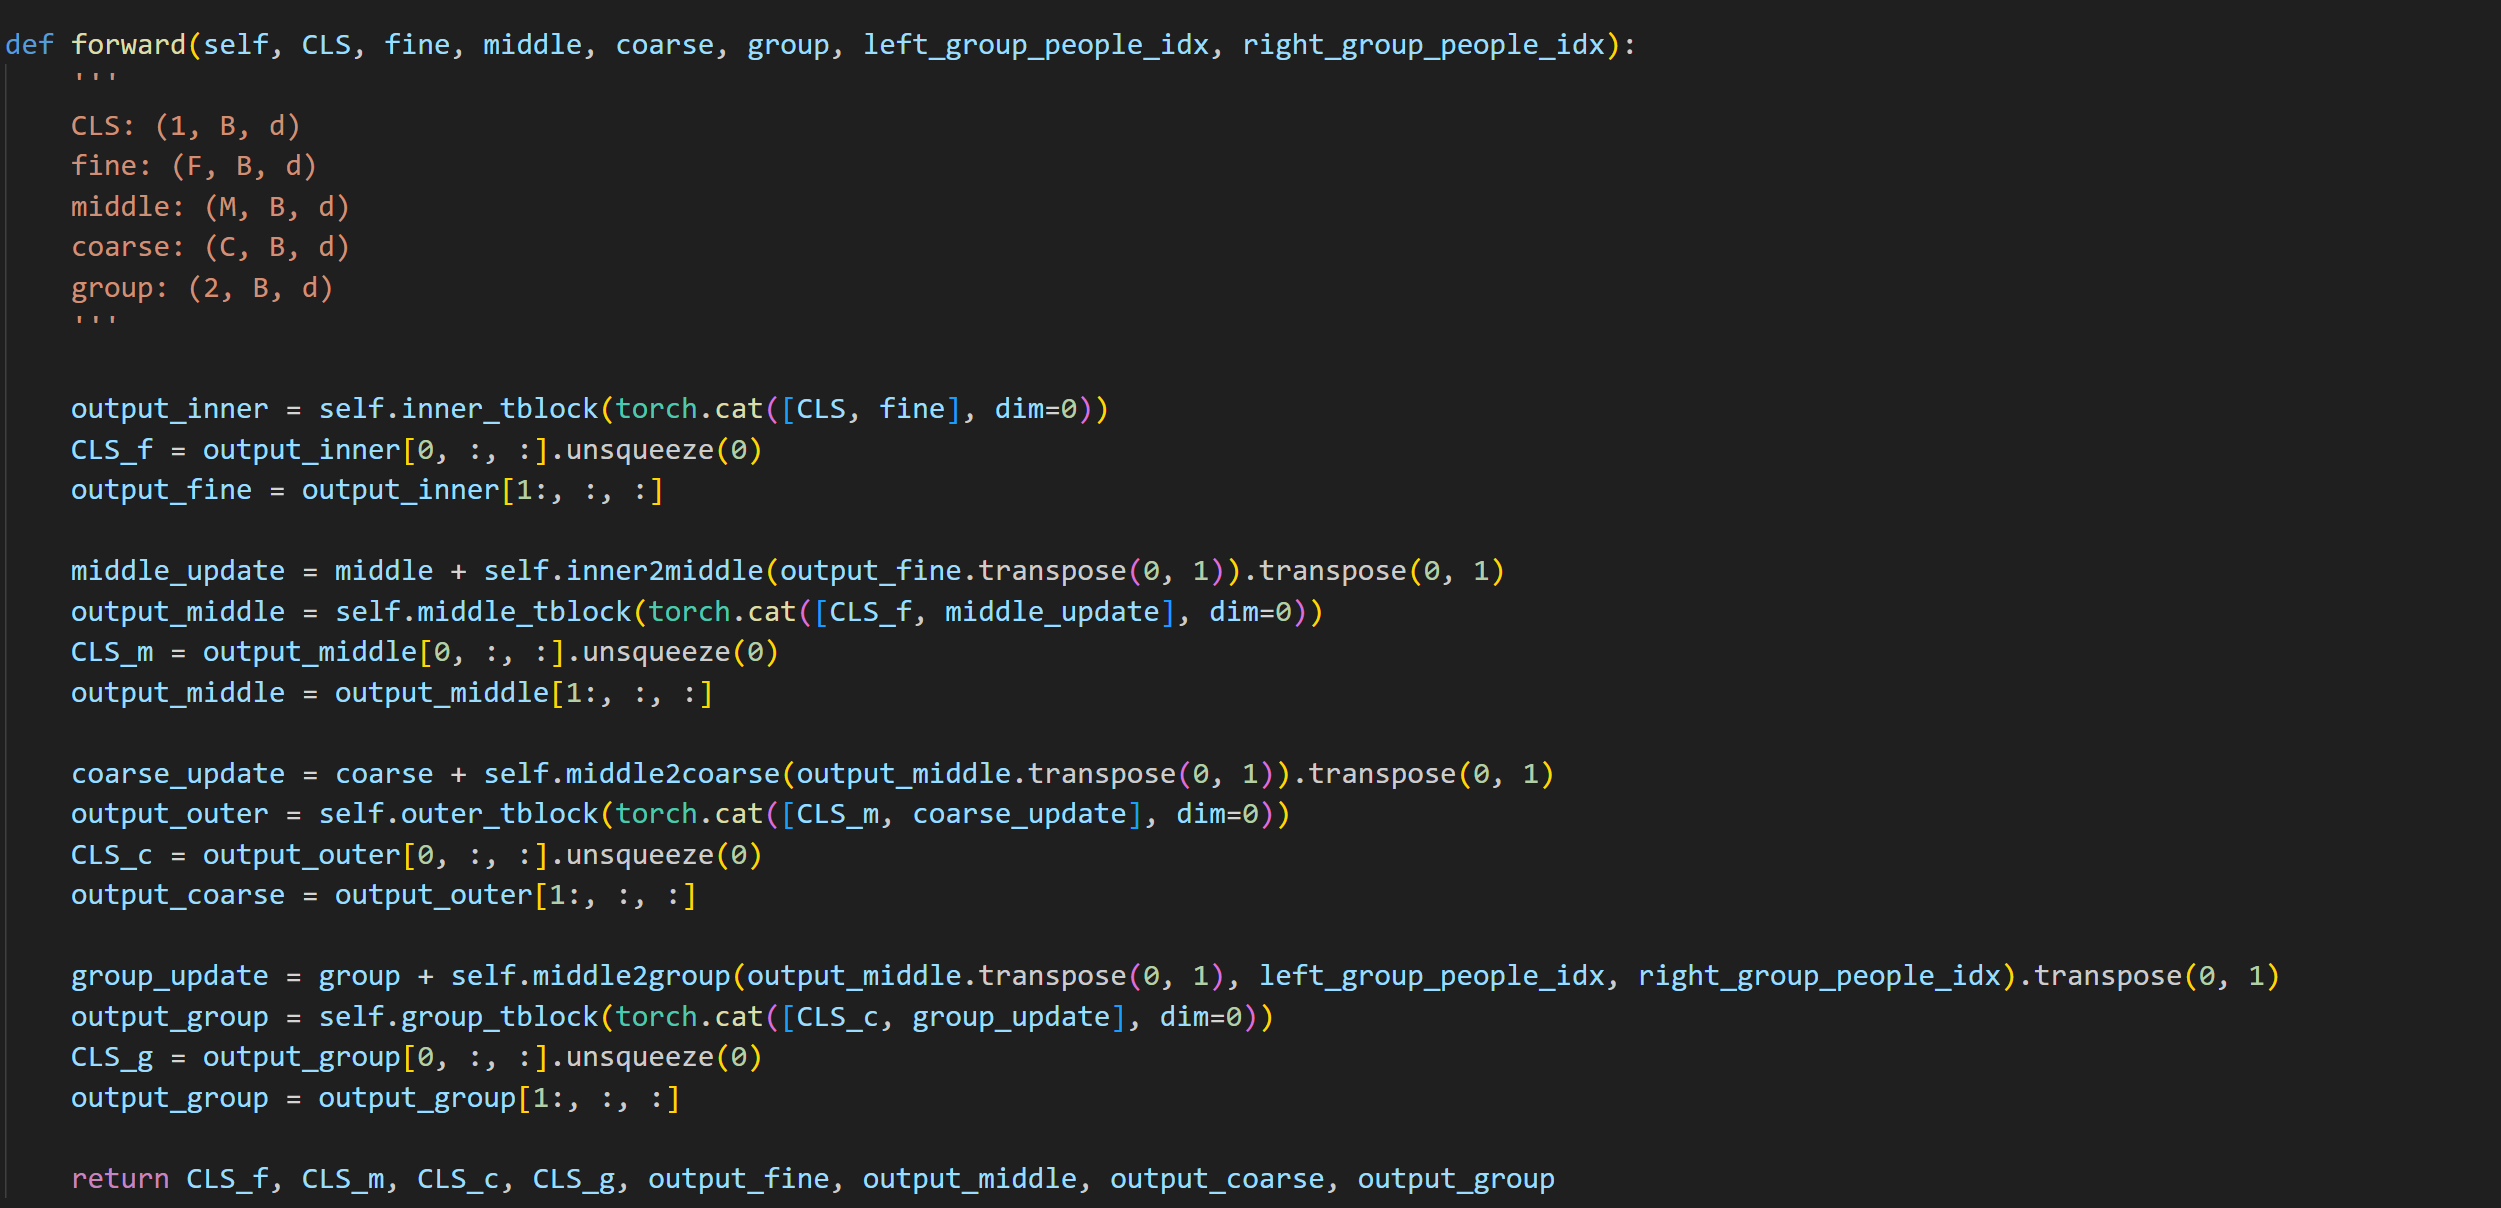 def forward(self, CLS, fine, middle, coarse, group, left_group_people_idx, right_group_people_idx):
'''
CLS: (1, B, d)
fine: (F, B, d)
middle: (M, B, d)
coarse: (C, B, d)
group: (2, B, d)
'''
output_inner = self.inner_tblock(torch.cat([CLS, fine], dim=0))
CLS_f = output_inner[0, :, :].unsqueeze(0)
output_fine = output_inner[1:, :, :]
middle_update = middle + self.inner2middle(output_fine.transpose(0, 1)).transpose(0, 1)
output_middle = self.middle_tblock(torch.cat([CLS_f, middle_update], dim=0))
CLS_m = output_middle[0, :, :].unsqueeze(0)
output_middle = output_middle[1:, :, :]
coarse_update = coarse + self.middle2coarse(output_middle.transpose(0, 1)).transpose(0, 1)
output_outer = self.outer_tblock(torch.cat([CLS_m, coarse_update], dim=0))
CLS_c = output_outer[0, :, :].unsqueeze(0)
output_coarse = output_outer[1:, :, :]
group_update = group + self.middle2group(output_middle.transpose(0, 1), left_group_people_idx, right_group_people_idx).transpose(0, 1)
output_group = self.group_tblock(torch.cat([CLS_c, group_update], dim=0))
CLS_g = output_group[0, :, :].unsqueeze(0)
output_group = output_group[1:, :, :]
return CLS_f, CLS_m, CLS_c, CLS_g, output_fine, output_middle, output_coarse, output_group